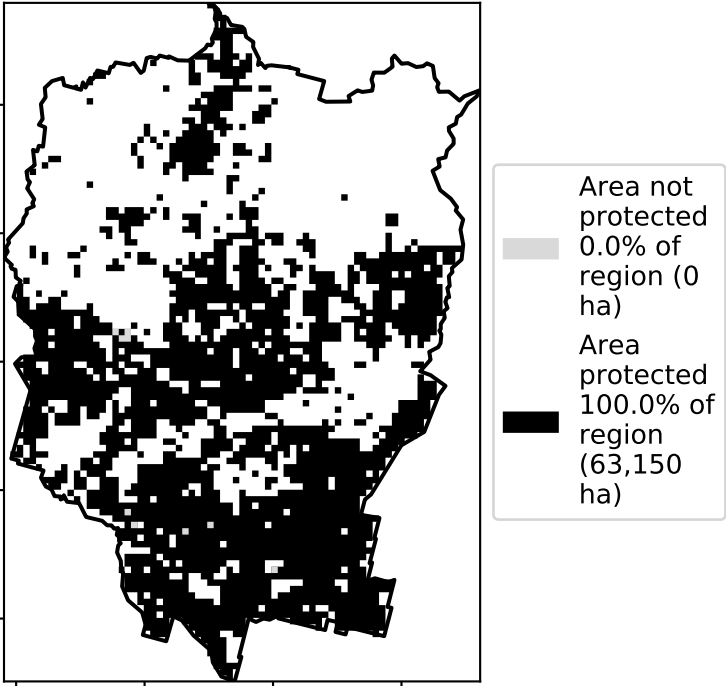 Area not
protected
0.0% of
region (0
ha)
Area
protected
100.0% of
region
(63,150
ha)